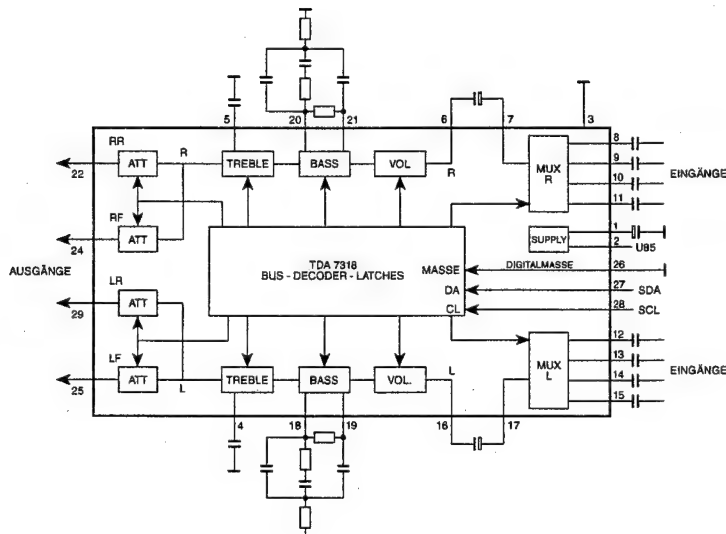 20 21
5 6 7 3
RR 8
ATT R TREBLE BASS VOL MUX R 9
22 R 10 EINGÄNGE
11
RF
ATT 1
24 SUPPLY 2 U85
AUSGÄNGE
TDA 7318
BUS - DECODER - LATCHES
MASSE DIGITALMASSE 26
DA 27 SDA
CL 28 SCL
LR
ATT
29
12
LF 13
ATT L TREBLE BASS VOL. L MUX L 14 EINGÄNGE
25 15
4 18 19 16 17